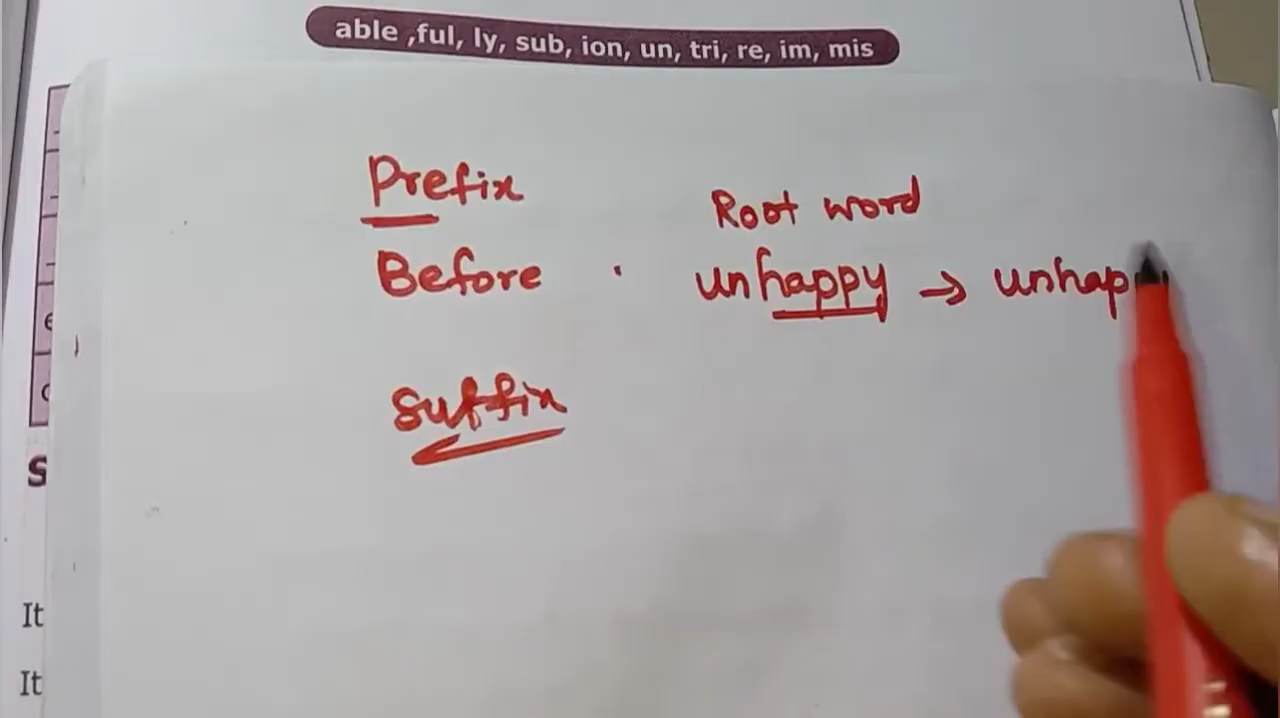 able ,ful, ly, sub, ion, un, tri, re, im, mis
Prefix
Root word
Before
unhappy → unhap
Suffix
S
It
It